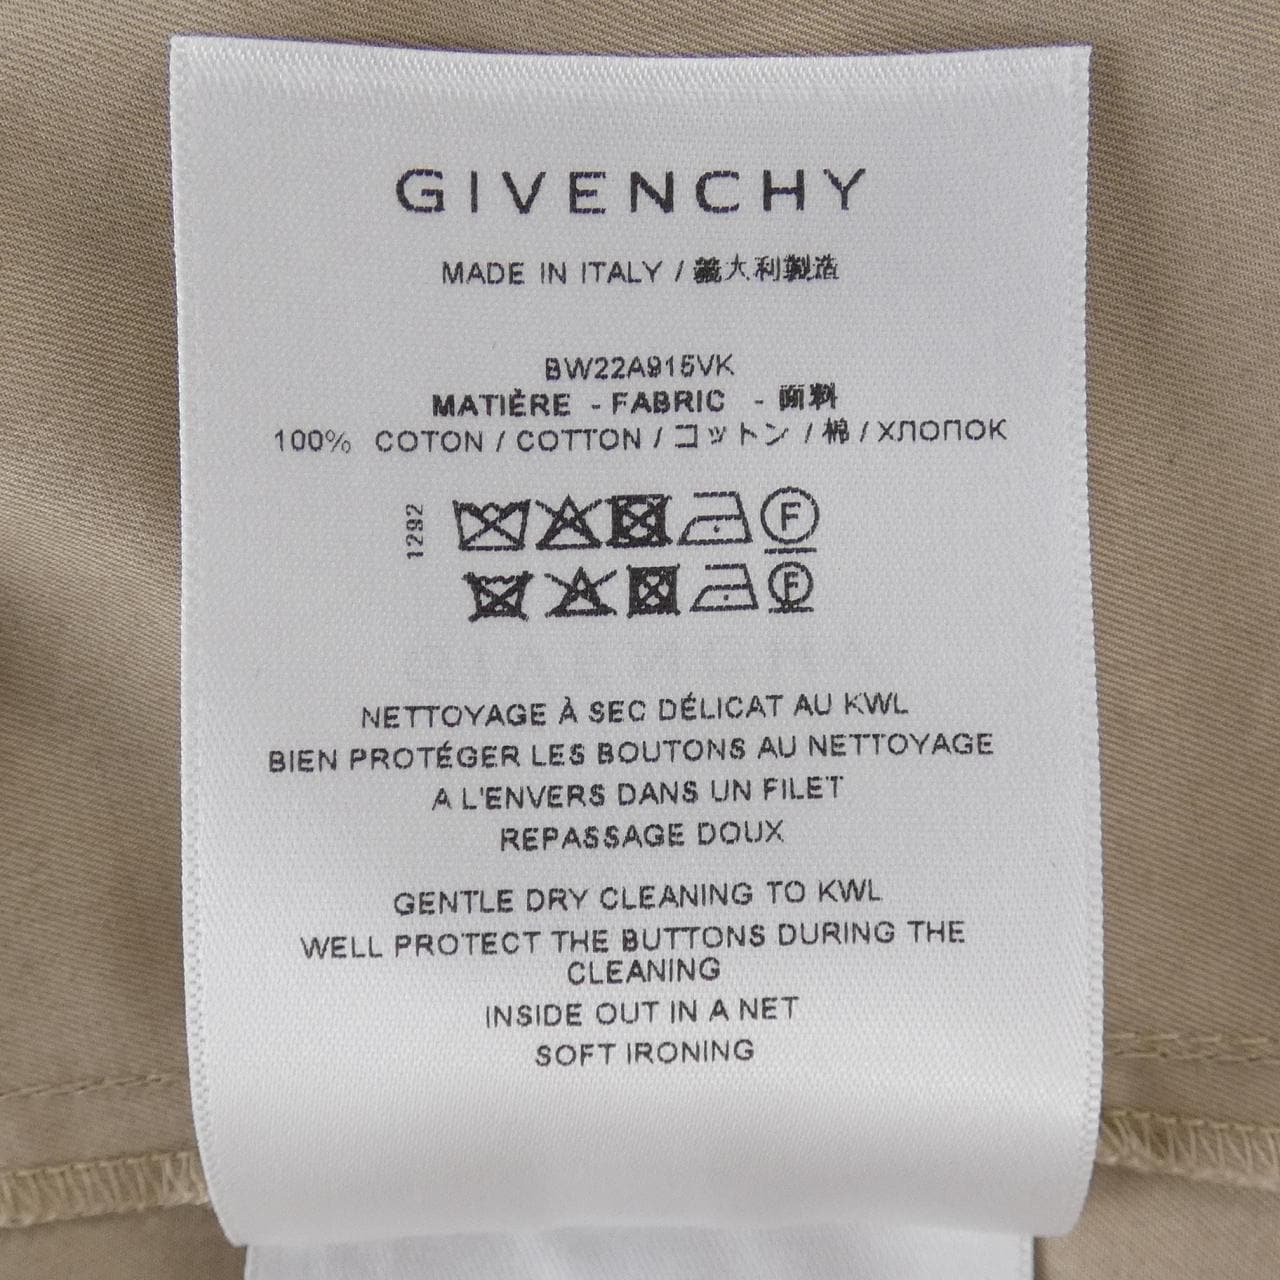 GIVENCHY
MADE IN ITALY / 義大利製造
BW22A915VK
MATIÈRE - FABRIC - 面料
100% COTON / COTTON / コットン / 棉 / ХЛОПОК
1292
F
F
NETTOYAGE À SEC DÉLICAT AU KWL
BIEN PROTÉGER LES BOUTONS AU NETTOYAGE
A L'ENVERS DANS UN FILET
REPASSAGE DOUX
GENTLE DRY CLEANING TO KWL
WELL PROTECT THE BUTTONS DURING THE
CLEANING
INSIDE OUT IN A NET
SOFT IRONING